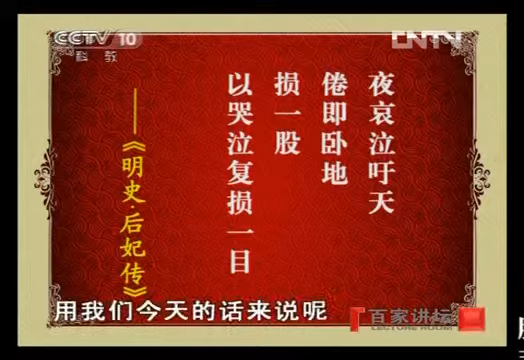 CCTV 10
科教
CNTV
夜哀泣吁天
倦即卧地
损一股
以哭泣复损一目
——《明史·后妃传》
用我们今天的话来说呢
百家讲坛
LECTURE ROOM